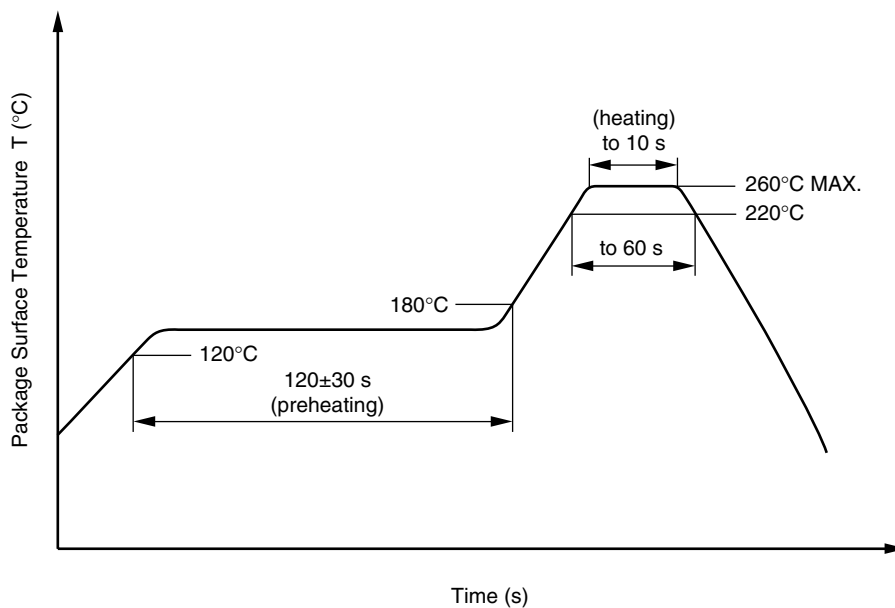 Package Surface Temperature T (°C)
(heating)
to 10 s
260°C MAX.
220°C
to 60 s
180°C
120°C
120±30 s
(preheating)
Time (s)